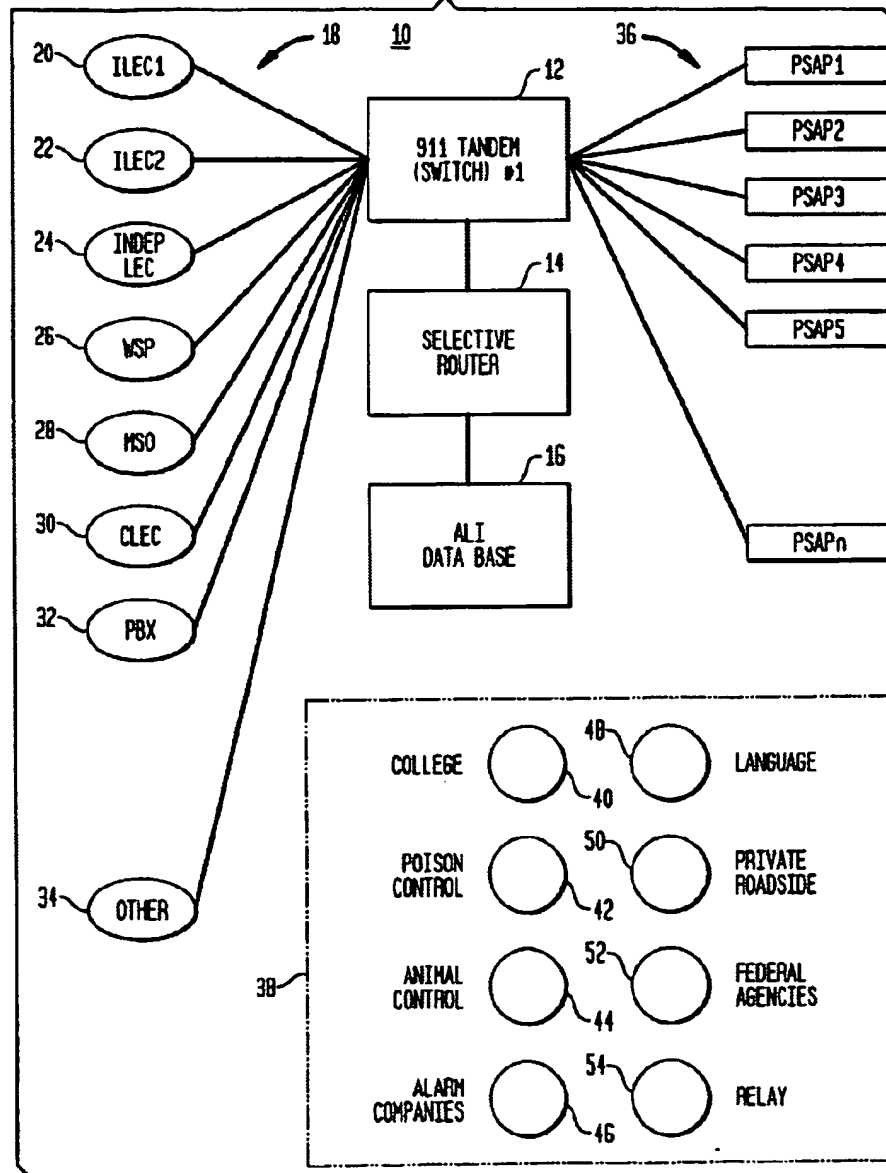 18
10
36
20
ILEC1
12
PSAP1
911 TANDEM
(SWITCH) #1
PSAP2
22
ILEC2
PSAP3
24
INDEP
LEC
PSAP4
14
SELECTIVE
ROUTER
PSAP5
26
WSP
28
MSO
16
ALI
DATA BASE
30
CLEC
PSAPn
32
PBX
34
OTHER
38
COLLEGE
40
48
LANGUAGE
POISON
CONTROL
42
50
PRIVATE
ROADSIDE
ANIMAL
CONTROL
44
52
FEDERAL
AGENCIES
ALARM
COMPANIES
46
54
RELAY